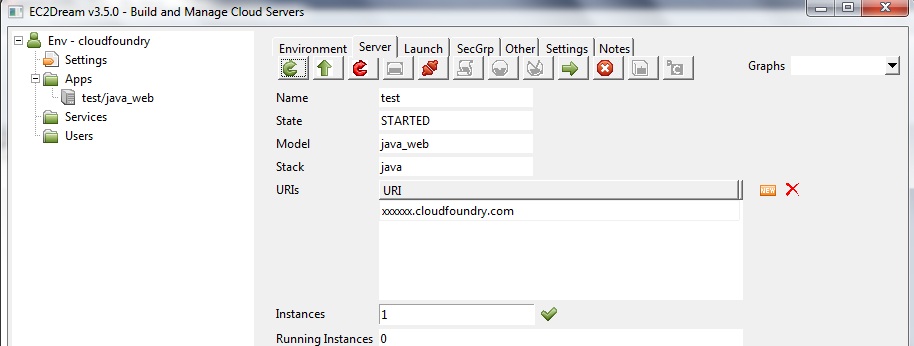 EC2Dream v3.5.0 - Build and Manage Cloud Servers
Env - cloudfoundry
Settings
Apps
test/java_web
Services
Users
Environment Server Launch SecGrp Other Settings Notes
Graphs
Name test
State STARTED
Model java_web
Stack java
URIs URI
NEW
xxxxxx.cloudfoundry.com
Instances 1
Running Instances 0